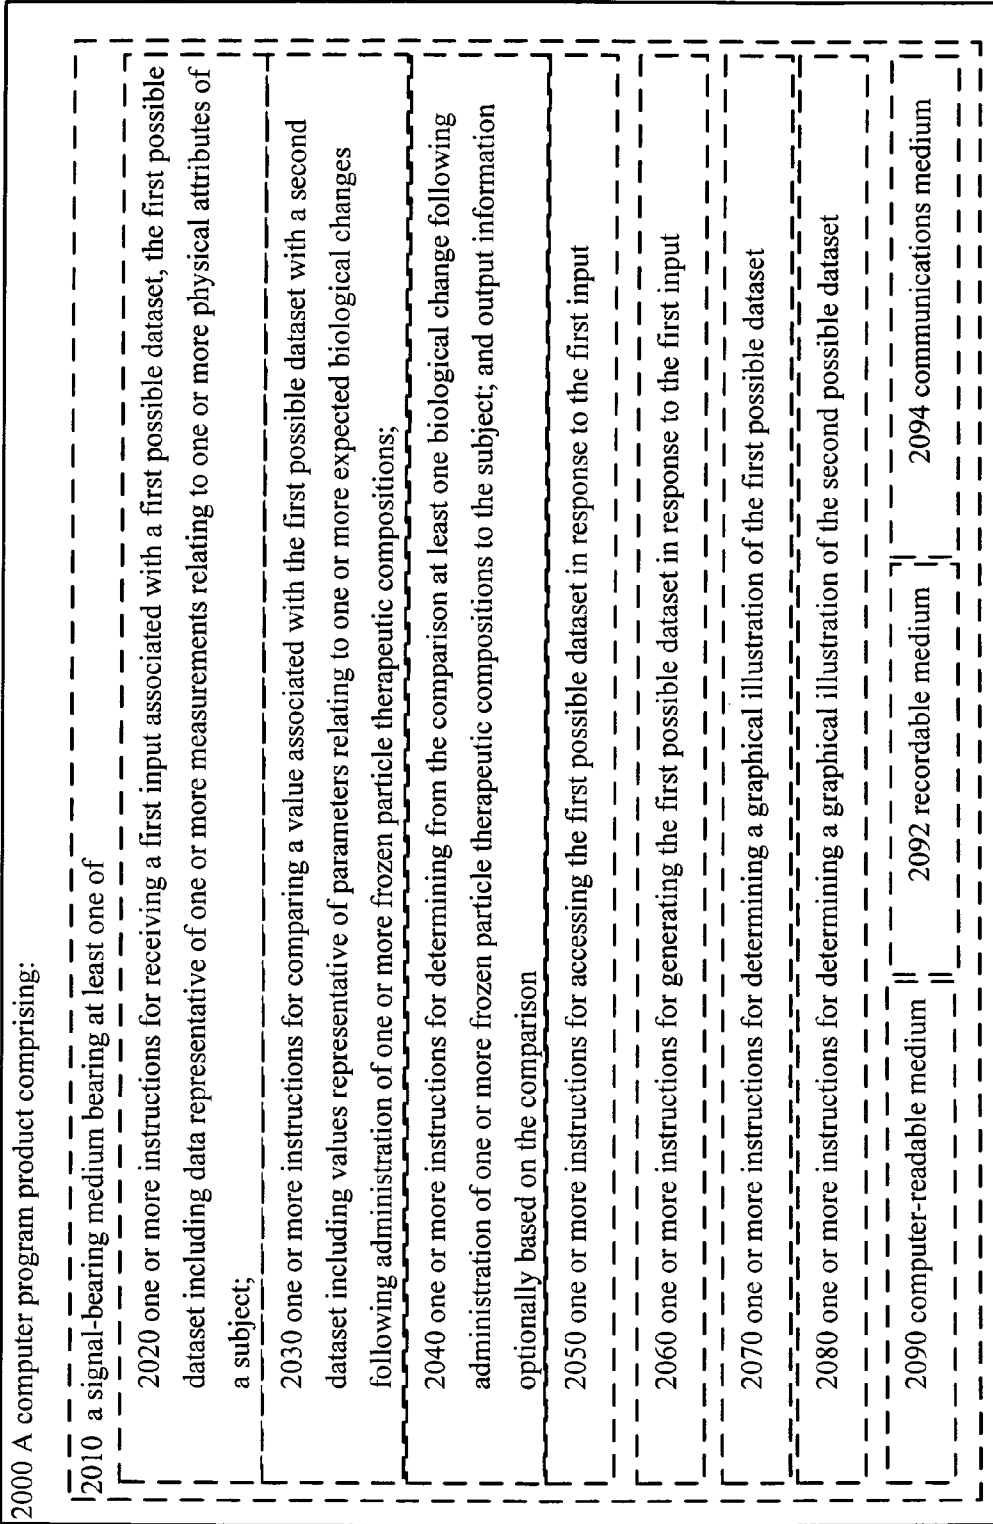 2000 A computer program product comprising:
2010 a signal-bearing medium bearing at least one of
2020 one or more instructions for receiving a first input associated with a first possible dataset, the first possible
dataset including data representative of one or more measurements relating to one or more physical attributes of
a subject;
2030 one or more instructions for comparing a value associated with the first possible dataset with a second
dataset including values representative of parameters relating to one or more expected biological changes
following administration of one or more frozen particle therapeutic compositions;
2040 one or more instructions for determining from the comparison at least one biological change following
administration of one or more frozen particle therapeutic compositions to the subject; and output information
optionally based on the comparison
2050 one or more instructions for accessing the first possible dataset in response to the first input
2060 one or more instructions for generating the first possible dataset in response to the first input
2070 one or more instructions for determining a graphical illustration of the first possible dataset
2080 one or more instructions for determining a graphical illustration of the second possible dataset
2090 computer-readable medium
2092 recordable medium
2094 communications medium